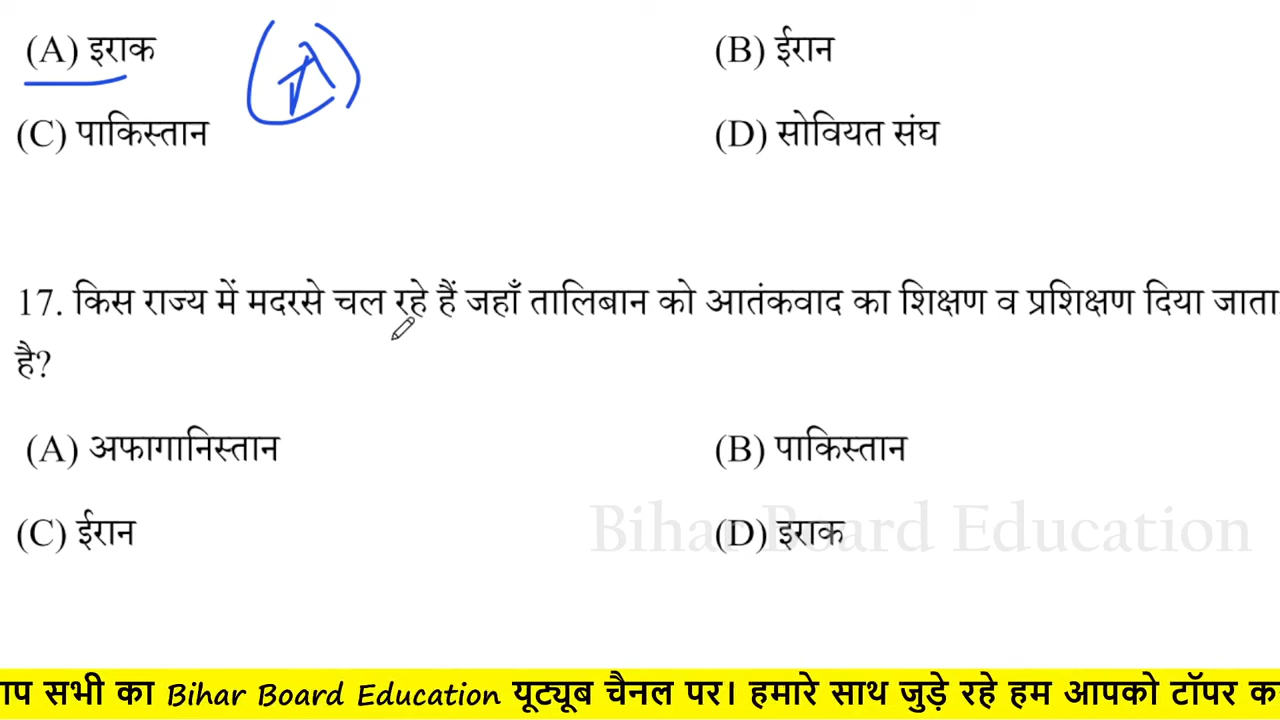 (A) इराक (A) (B) ईरान
(C) पाकिस्तान (D) सोवियत संघ
17. किस राज्य में मदरसे चल रहे हैं जहाँ तालिबान को आतंकवाद का शिक्षण व प्रशिक्षण दिया जाता
है?
(A) अफागानिस्तान (B) पाकिस्तान
(C) ईरान (D) इराक
Bihar Board Education
ाप सभी का Bihar Board Education यूट्यूब चैनल पर। हमारे साथ जुड़े रहे हम आपको टॉपर क